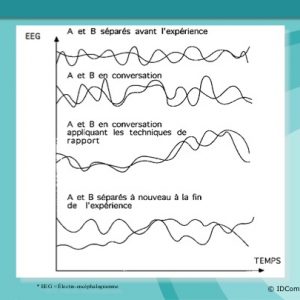 EEG
A et B séparés avant l'expérience
A et B en conversation
A et B en conversation
appliquant les techniques de
rapport
A et B séparés à nouveau à la fin
de l'expérience
TEMPS
* EEG = Électro-encéphalogramme
© IDCom